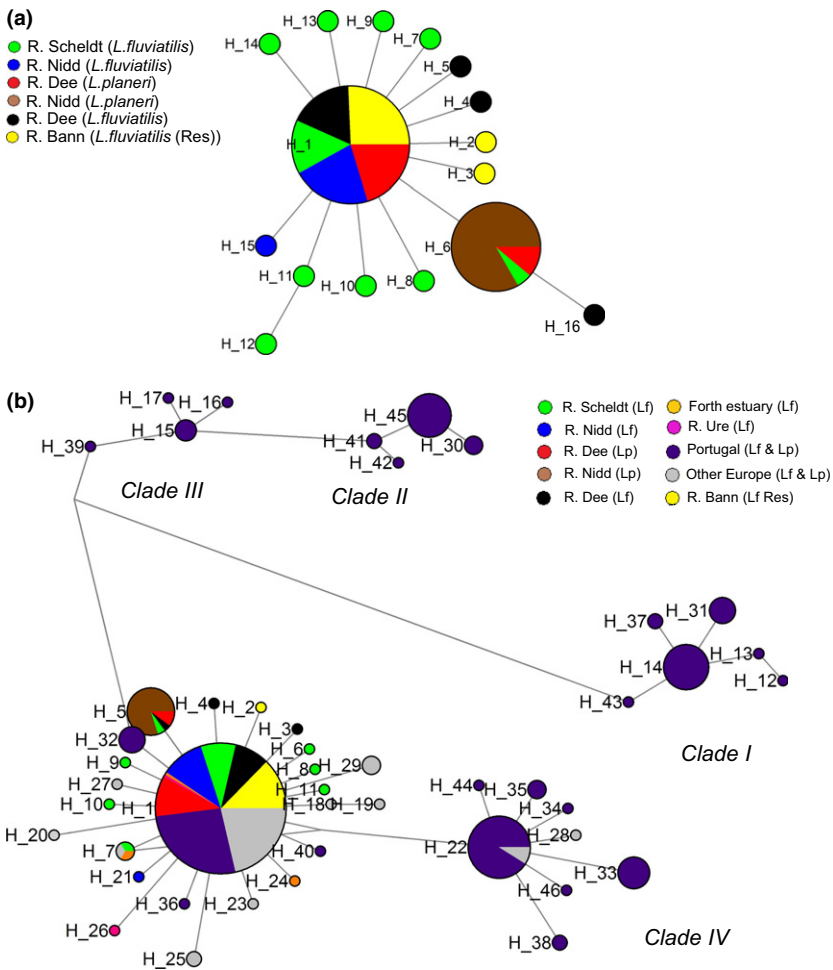 (a)
R. Scheldt (L.fluviatilis)
R. Nidd (L.fluviatilis)
R. Dee (L.planeri)
R. Nidd (L.planeri)
R. Dee (L.fluviatilis)
R. Bann (L.fluviatilis (Res))
H_13
H_9
H_7
H_14
H_5
H_4
H_1
H_2
H_3
H_6
H_15
H_11
H_10
H_8
H_16
H_12
(b)
H_17
H_16
H_15
H_39
H_45
H_41
H_30
H_42
Clade III
Clade II
R. Scheldt (Lf)
R. Nidd (Lf)
R. Dee (Lp)
R. Nidd (Lp)
R. Dee (Lf)
Forth estuary (Lf)
R. Ure (Lf)
Portugal (Lf & Lp)
Other Europe (Lf & Lp)
R. Bann (Lf Res)
H_37
H_31
H_14
H_13
H_12
H_43
Clade I
H_5
H_4
H_2
H_32
H_3
H_6
H_9
H_8
H_29
H_27
H_11
H_10
H_1
H_18
H_19
H_20
H_7
H_40
H_21
H_24
H_36
H_23
H_26
H_25
H_44
H_35
H_34
H_22
H_28
H_33
H_46
H_38
Clade IV